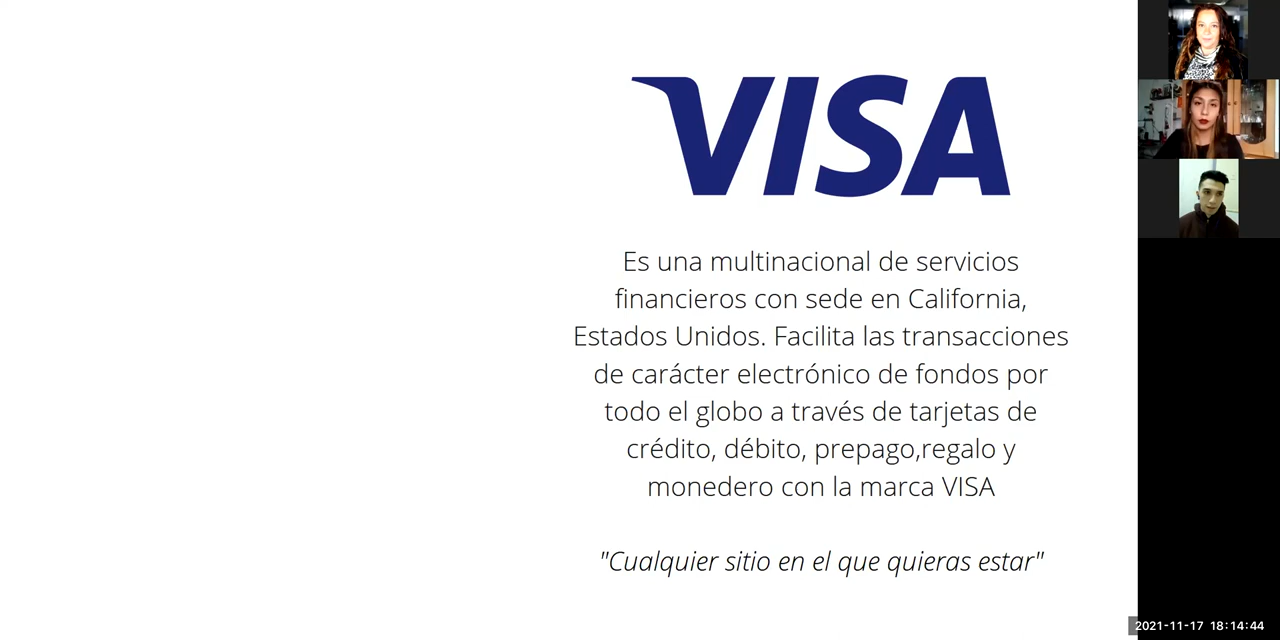 VISA
Es una multinacional de servicios
financieros con sede en California,
Estados Unidos. Facilita las transacciones
de carácter electrónico de fondos por
todo el globo a través de tarjetas de
crédito, débito, prepago,regalo y
monedero con la marca VISA
"Cualquier sitio en el que quieras estar"
2021-11-17 18:14:44